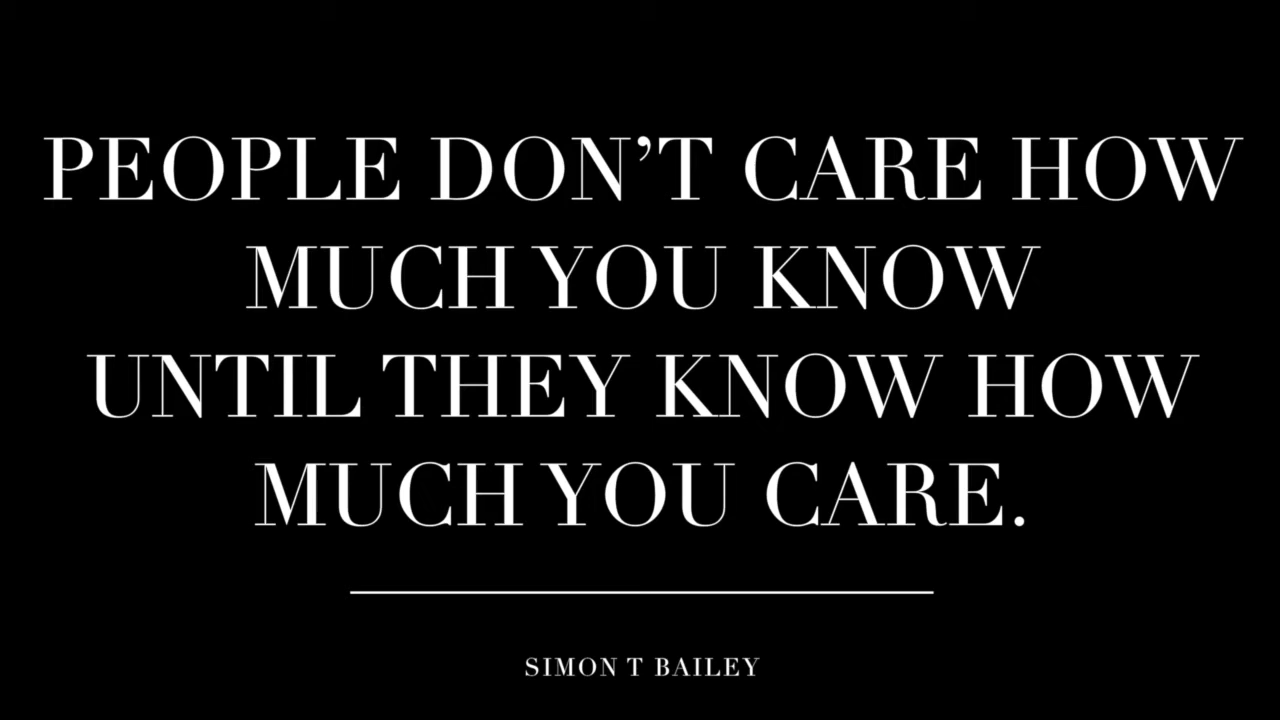 PEOPLE DON’T CARE HOW
MUCH YOU KNOW
UNTIL THEY KNOW HOW
MUCH YOU CARE.
SIMON T BAILEY